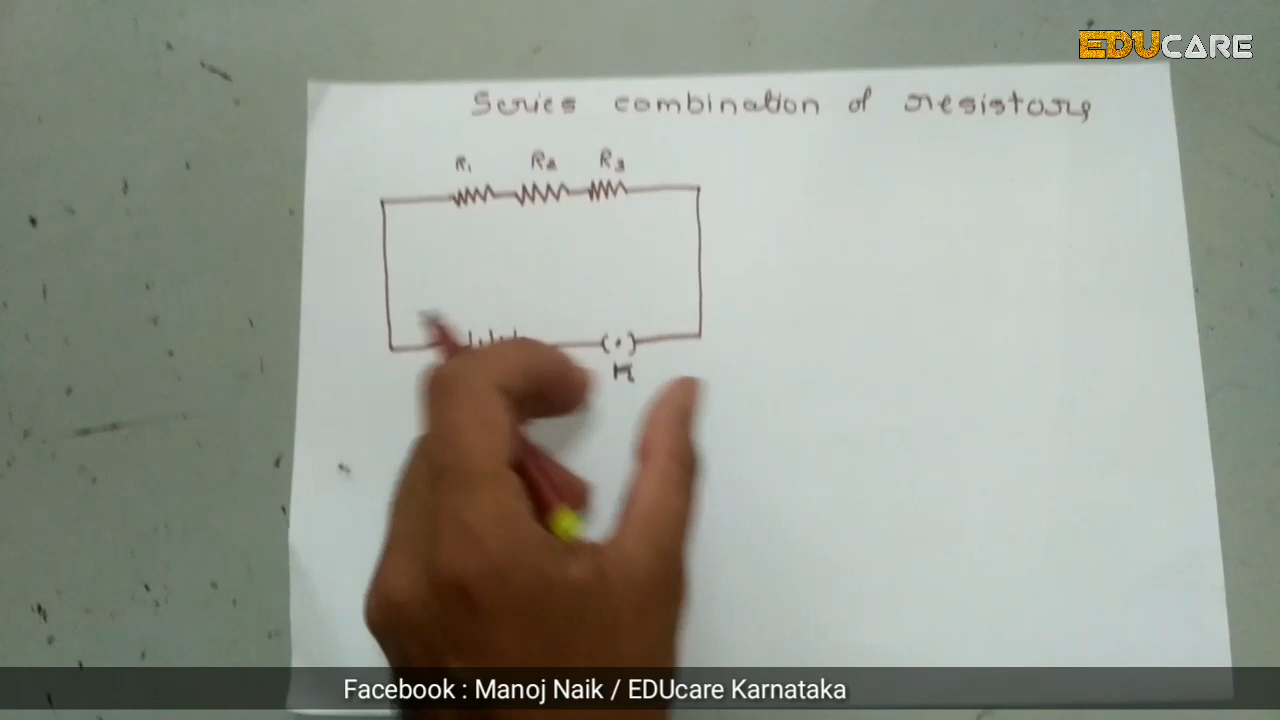 EDUCARE
Series combination of resistors
R1 R2 R3
K
Facebook : Manoj Naik / EDUcare Karnataka